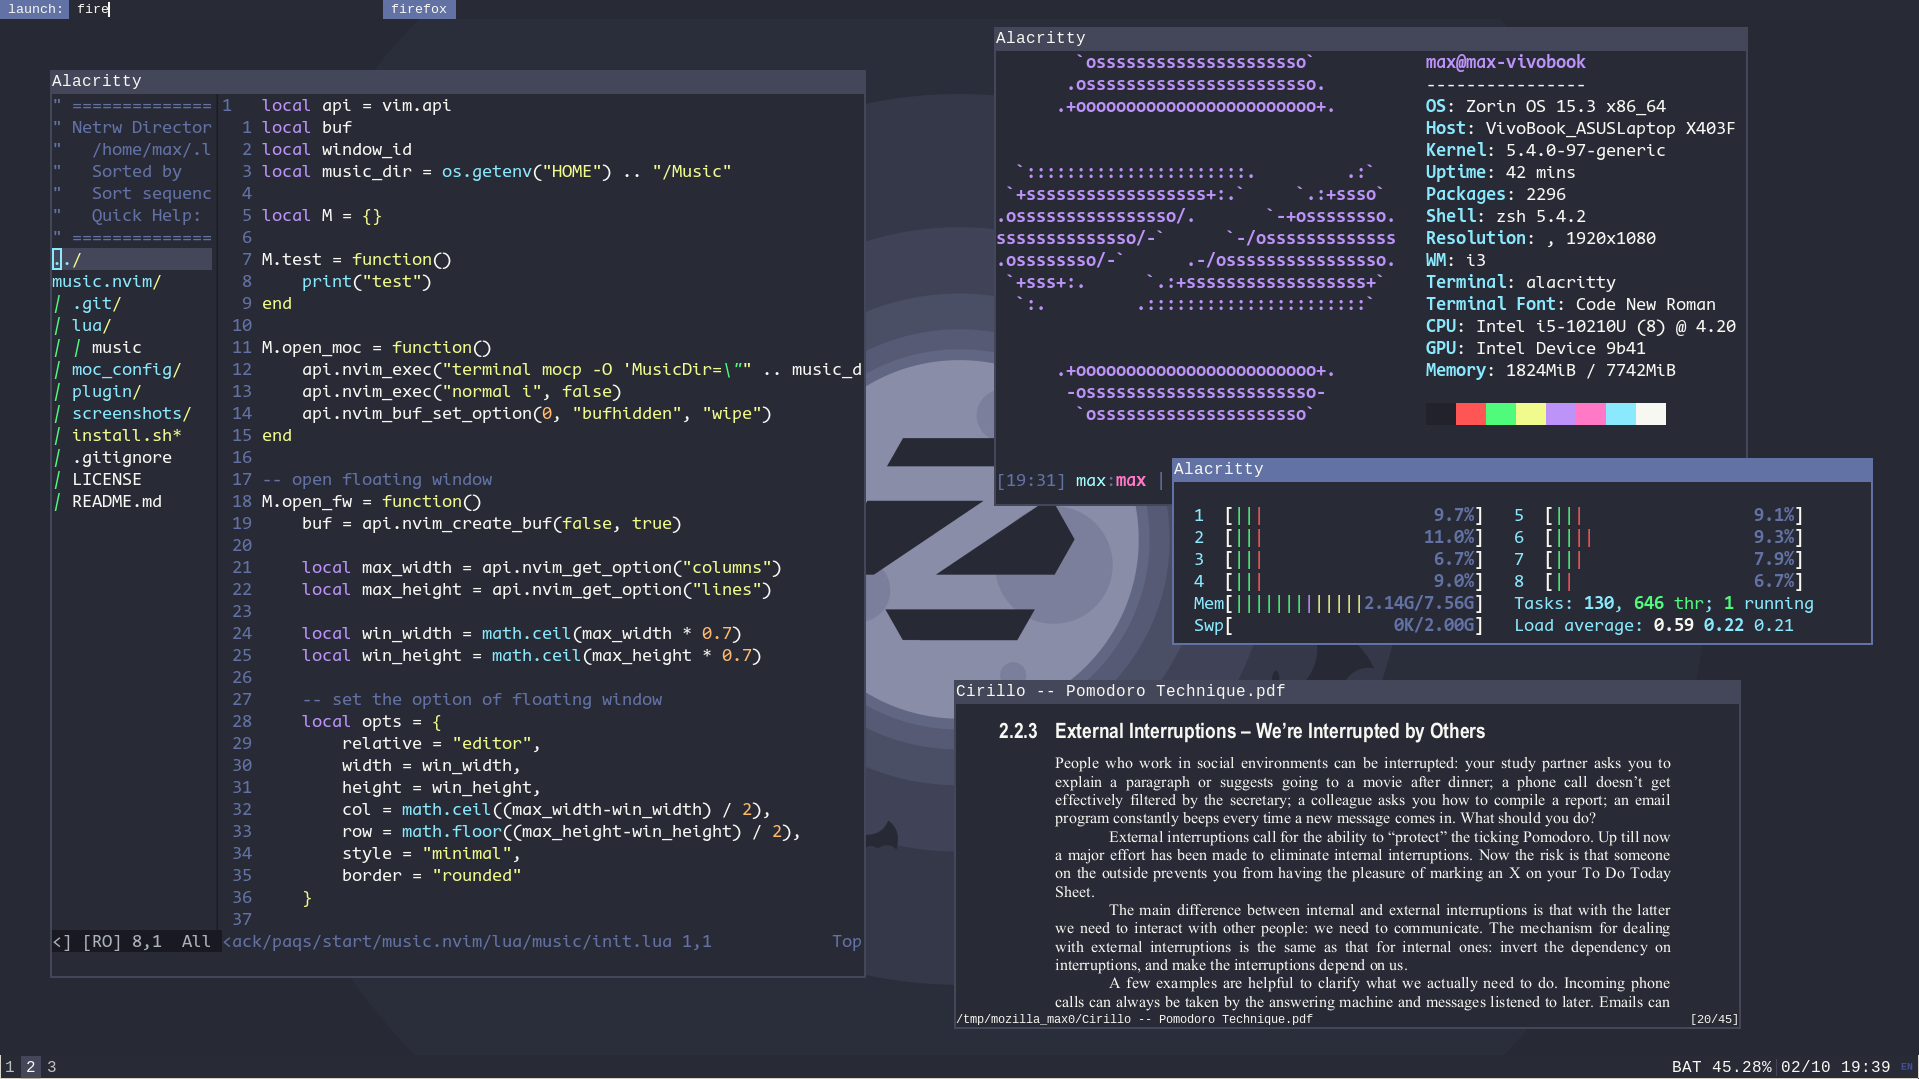 launch: fire firefox
Alacritty
" ==============
" Netrw Director
"   /home/max/.l
"   Sorted by
"   Sort sequenc
"   Quick Help:
" ==============
../
music.nvim/
| .git/
| lua/
| | music
| moc_config/
| plugin/
| screenshots/
| install.sh*
| .gitignore
| LICENSE
| README.md
<] [RO] 8,1  All
1   local api = vim.api
  1 local buf
  2 local window_id
  3 local music_dir = os.getenv("HOME") .. "/Music"
  4
  5 local M = {}
  6
  7 M.test = function()
  8     print("test")
  9 end
 10
 11 M.open_moc = function()
 12     api.nvim_exec("terminal mocp -O 'MusicDir=\"" .. music_d
 13     api.nvim_exec("normal i", false)
 14     api.nvim_buf_set_option(0, "bufhidden", "wipe")
 15 end
 16
 17 -- open floating window
 18 M.open_fw = function()
 19     buf = api.nvim_create_buf(false, true)
 20
 21     local max_width = api.nvim_get_option("columns")
 22     local max_height = api.nvim_get_option("lines")
 23
 24     local win_width = math.ceil(max_width * 0.7)
 25     local win_height = math.ceil(max_height * 0.7)
 26
 27     -- set the option of floating window
 28     local opts = {
 29         relative = "editor",
 30         width = win_width,
 31         height = win_height,
 32         col = math.ceil((max_width-win_width) / 2),
 33         row = math.floor((max_height-win_height) / 2),
 34         style = "minimal",
 35         border = "rounded"
 36     }
 37
<ack/paqs/start/music.nvim/lua/music/init.lua 1,1            Top
Alacritty
        `osssssssssssssssssssso`
       .osssssssssssssssssssssso.
      .+oooooooooooooooooooooooo+.
  `::::::::::::::::::::::.         .:`
 `+ssssssssssssssssss+:.`     `.:+ssso`
.ossssssssssssssso/.       `-+ossssssso.
ssssssssssssso/-`      `-/osssssssssssss
.ossssssso/-`      .-/ossssssssssssssso.
 `+sss+:.      `.:+ssssssssssssssssss+`
  `:.         .::::::::::::::::::::::`
      .+oooooooooooooooooooooooo+.
       -osssssssssssssssssssssso-
        `osssssssssssssssssssso`
max@max-vivobook
----------------
OS: Zorin OS 15.3 x86_64
Host: VivoBook_ASUSLaptop X403F
Kernel: 5.4.0-97-generic
Uptime: 42 mins
Packages: 2296
Shell: zsh 5.4.2
Resolution: , 1920x1080
WM: i3
Terminal: alacritty
Terminal Font: Code New Roman
CPU: Intel i5-10210U (8) @ 4.20
GPU: Intel Device 9b41
Memory: 1824MiB / 7742MiB
[19:31] max:max |
Alacritty
1  [|||                 9.7%]   5  [|||                 9.1%]
2  [|||                11.0%]   6  [||||                9.3%]
3  [|||                 6.7%]   7  [|||                 7.9%]
4  [|||                 9.0%]   8  [||                  6.7%]
Mem[|||||||||||||2.14G/7.56G]   Tasks: 130, 646 thr; 1 running
Swp[                0K/2.00G]   Load average: 0.59 0.22 0.21
Cirillo -- Pomodoro Technique.pdf
2.2.3 External Interruptions – We're Interrupted by Others
People who work in social environments can be interrupted: your study partner asks you to
explain a paragraph or suggests going to a movie after dinner; a phone call doesn't get
effectively filtered by the secretary; a colleague asks you how to compile a report; an email
program constantly beeps every time a new message comes in. What should you do?
External interruptions call for the ability to “protect” the ticking Pomodoro. Up till now
a major effort has been made to eliminate internal interruptions. Now the risk is that someone
on the outside prevents you from having the pleasure of marking an X on your To Do Today
Sheet.
The main difference between internal and external interruptions is that with the latter
we need to interact with other people: we need to communicate. The mechanism for dealing
with external interruptions is the same as that for internal ones: invert the dependency on
interruptions, and make the interruptions depend on us.
A few examples are helpful to clarify what we actually need to do. Incoming phone
calls can always be taken by the answering machine and messages listened to later. Emails can
/tmp/mozilla_max0/Cirillo -- Pomodoro Technique.pdf [20/45]
1 2 3
BAT 45.28% 02/10 19:39 EN